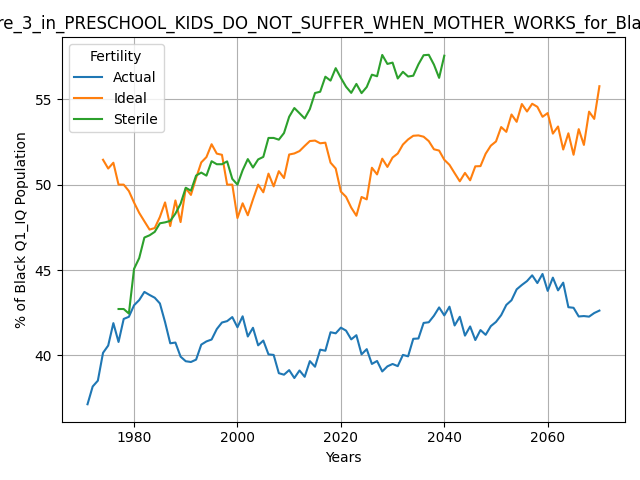 re_3_in_PRESCHOOL_KIDS_DO_NOT_SUFFER_WHEN_MOTHER_WORKS_for_Bla
Fertility
Actual
Ideal
Sterile
% of Black Q1_IQ Population
55
50
45
40
1980 2000 2020 2040 2060
Years